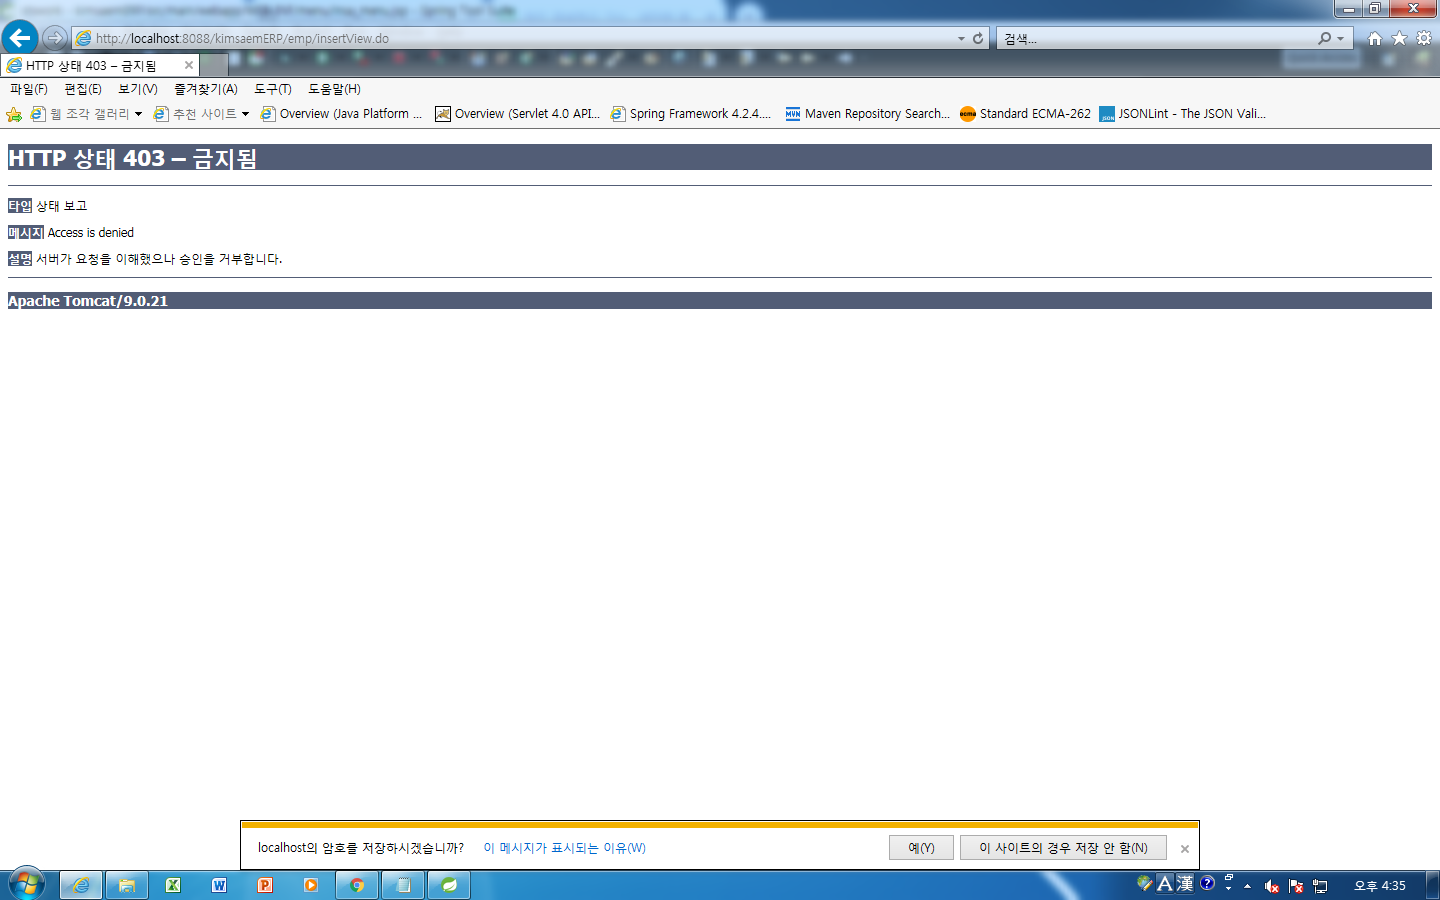 http://localhost:8088/kimsaemERP/emp/insertView.do
검색...
HTTP 상태 403 – 금지됨
파일(F) 편집(E) 보기(V) 즐겨찾기(A) 도구(T) 도움말(H)
웹 조각 갤러리 추천 사이트 Overview (Java Platform ... Overview (Servlet 4.0 API... Spring Framework 4.2.4.... Maven Repository Search... Standard ECMA-262 JSONLint - The JSON Vali...
HTTP 상태 403 – 금지됨
타입 상태 보고
메시지 Access is denied
설명 서버가 요청을 이해했으나 승인을 거부합니다.
Apache Tomcat/9.0.21
localhost의 암호를 저장하시겠습니까? 이 메시지가 표시되는 이유(W) 예(Y) 이 사이트의 경우 저장 안 함(N)
A 漢 오후 4:35